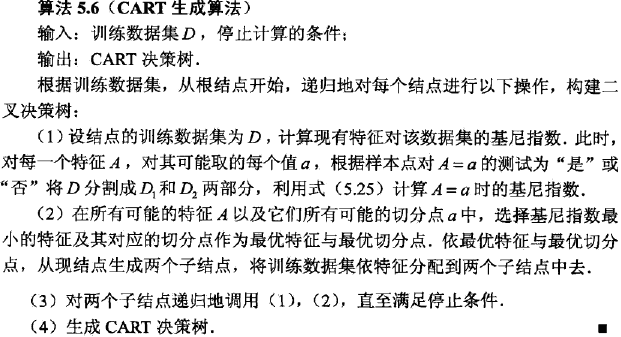 算法 5.6（CART 生成算法）
输入：训练数据集 D，停止计算的条件；
输出：CART 决策树．
根据训练数据集，从根结点开始，递归地对每个结点进行以下操作，构建二
叉决策树：
（1）设结点的训练数据集为 D，计算现有特征对该数据集的基尼指数．此时，
对每一个特征 A，对其可能取的每个值 a，根据样本点对 A=a 的测试为“是”或
“否”将 D 分割成 D₁ 和 D₂ 两部分，利用式（5.25）计算 A=a 时的基尼指数．
（2）在所有可能的特征 A 以及它们所有可能的切分点 a 中，选择基尼指数最
小的特征及其对应的切分点作为最优特征与最优切分点．依最优特征与最优切分
点，从现结点生成两个子结点，将训练数据集依特征分配到两个子结点中去．
（3）对两个子结点递归地调用（1），（2），直至满足停止条件．
（4）生成 CART 决策树． ■